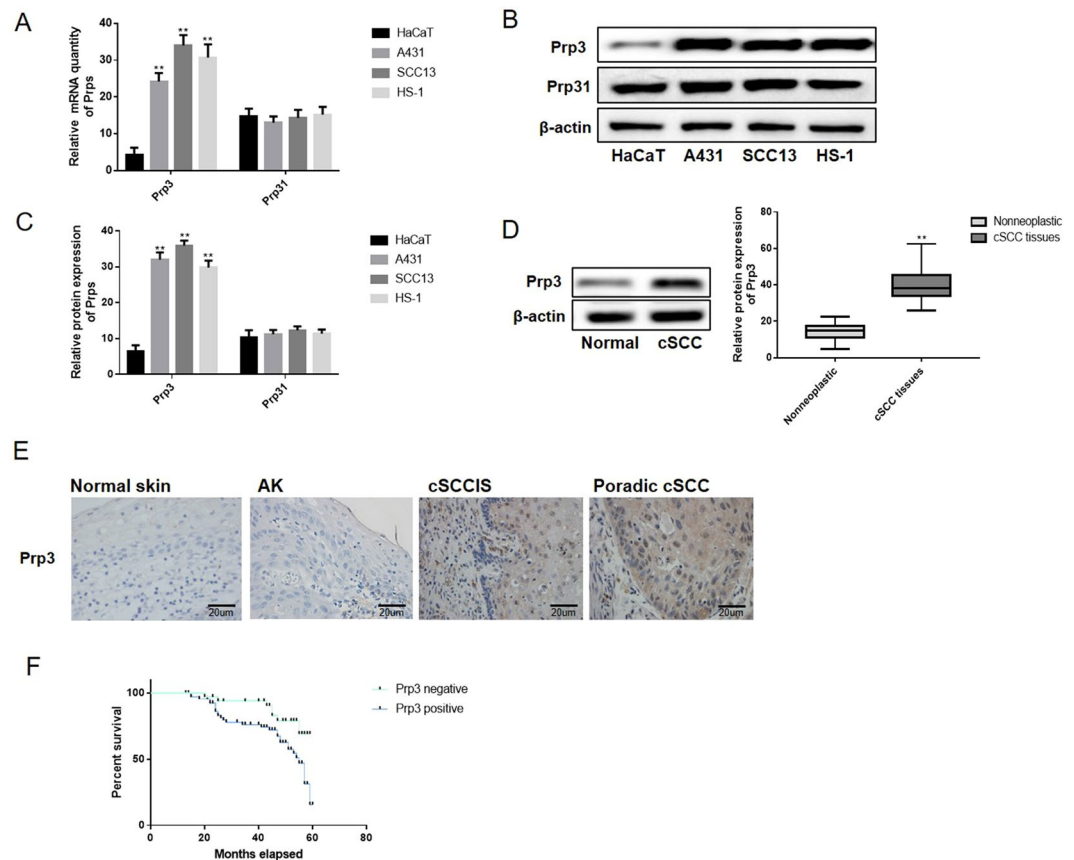 A
Relative mRNA quantity
of Prps
40
30
20
10
0
**
**
**
Prp3
Prp31
HaCaT
A431
SCC13
HS-1
B
Prp3
Prp31
β-actin
HaCaT A431 SCC13 HS-1
C
Relative protein expression
of Prps
40
30
20
10
0
**
**
**
Prp3
Prp31
HaCaT
A431
SCC13
HS-1
D
Prp3
β-actin
Normal cSCC
Relative protein expression
of Prp3
80
60
40
20
0
**
Nonneoplastic
cSCC tissues
Nonneoplastic
cSCC tissues
E
Normal skin AK cSCCIS Poradic cSCC
Prp3
20um 20um 20um 20um
F
Percent survival
100
50
0
0 20 40 60 80
Months elapsed
Prp3 negative
Prp3 positive